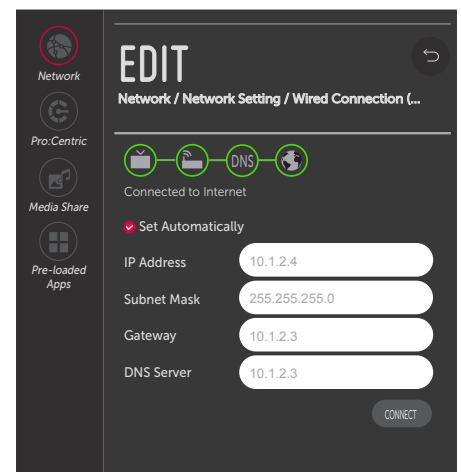 EDIT
Network / Network Setting / Wired Connection (...
Network
Pro:Centric
Media Share
Pre-loaded
Apps
DNS
Connected to Internet
Set Automatically
IP Address 10.1.2.4
Subnet Mask 255.255.255.0
Gateway 10.1.2.3
DNS Server 10.1.2.3
CONNECT